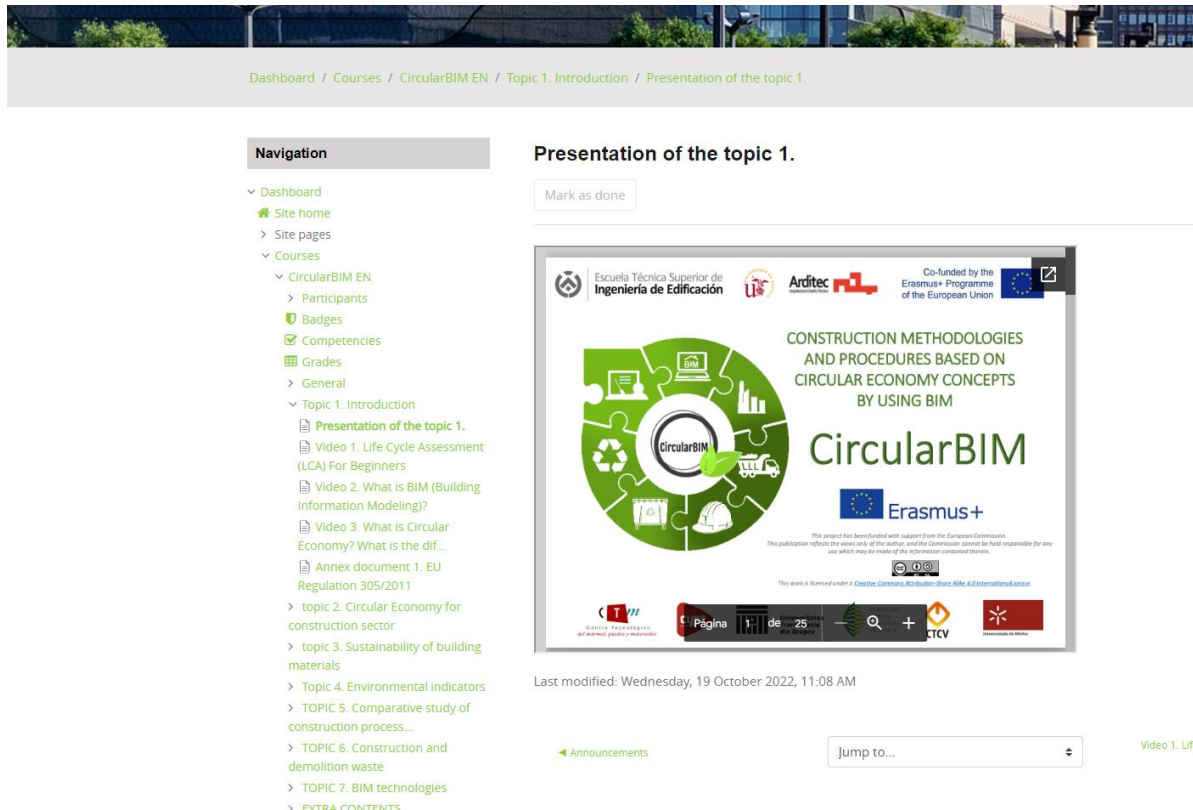 Dashboard / Courses / CircularBIM EN / Topic 1. Introduction / Presentation of the topic 1.
Navigation
Dashboard
Site home
Site pages
Courses
CircularBIM EN
Participants
Badges
Competencies
Grades
General
Topic 1. Introduction
Presentation of the topic 1.
Video 1. Life Cycle Assessment
(LCA) For Beginners
Video 2. What is BIM (Building
Information Modeling)?
Video 3. What is Circular
Economy? What is the dif...
Annex document 1. EU
Regulation 305/2011
topic 2. Circular Economy for
construction sector
topic 3. Sustainability of building
materials
Topic 4. Environmental indicators
TOPIC 5. Comparative study of
construction process...
TOPIC 6. Construction and
demolition waste
TOPIC 7. BIM technologies
EXTRA CONTENTS
Presentation of the topic 1.
Mark as done
Escuela Técnica Superior de
Ingeniería de Edificación
Arditec
Co-funded by the
Erasmus+ Programme
of the European Union
BIM
CircularBIM
CONSTRUCTION METHODOLOGIES
AND PROCEDURES BASED ON
CIRCULAR ECONOMY CONCEPTS
BY USING BIM
CircularBIM
Erasmus+
This project has been funded with support from the European Commission.
This publication reflects the views only of the author, and the Commission cannot be held responsible for any
use which may be made of the information contained therein.
This work is licensed under a Creative Commons Attribution-Share Alike 4.0 InternationalLicense
CTM
Centro Tecnológico
del mármol, piedra y materiales
Página 1 de 25
CTCV
Universidade do Minho
Last modified: Wednesday, 19 October 2022, 11:08 AM
◄ Announcements
Jump to...
Video 1. Lif